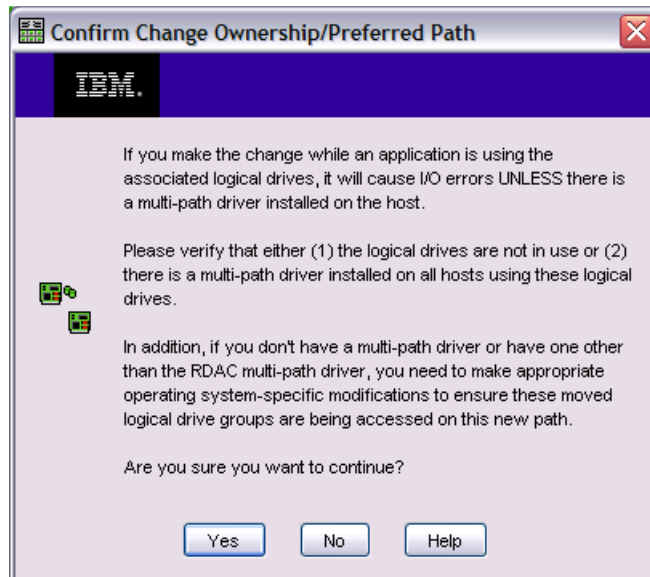 Confirm Change Ownership/Preferred Path
IBM.
If you make the change while an application is using the
associated logical drives, it will cause I/O errors UNLESS there is
a multi-path driver installed on the host.
Please verify that either (1) the logical drives are not in use or (2)
there is a multi-path driver installed on all hosts using these logical
drives.
In addition, if you don't have a multi-path driver or have one other
than the RDAC multi-path driver, you need to make appropriate
operating system-specific modifications to ensure these moved
logical drive groups are being accessed on this new path.
Are you sure you want to continue?
Yes No Help